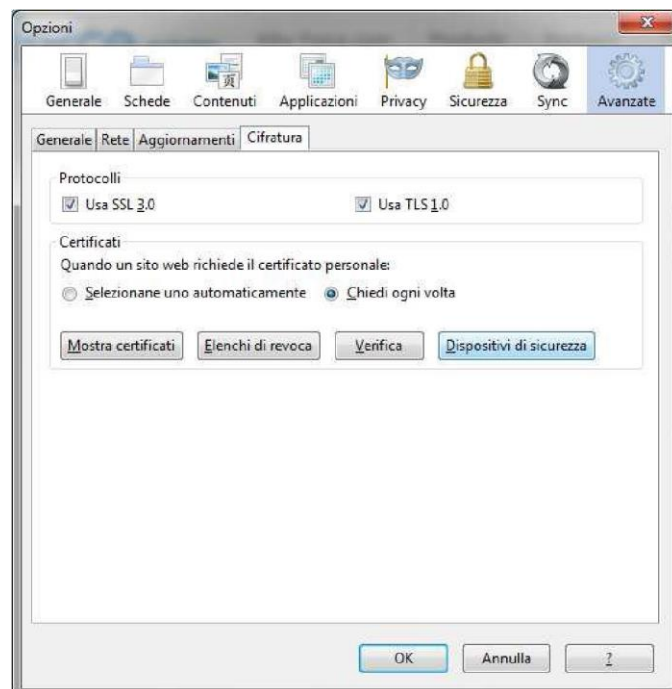 Opzioni
Generale Schede Contenuti Applicazioni Privacy Sicurezza Sync Avanzate
Generale Rete Aggiornamenti Cifratura
Protocolli
Usa SSL 3.0 Usa TLS 1.0
Certificati
Quando un sito web richiede il certificato personale:
Selezionane uno automaticamente Chiedi ogni volta
Mostra certificati Elenchi di revoca Verifica Dispositivi di sicurezza
OK Annulla ?